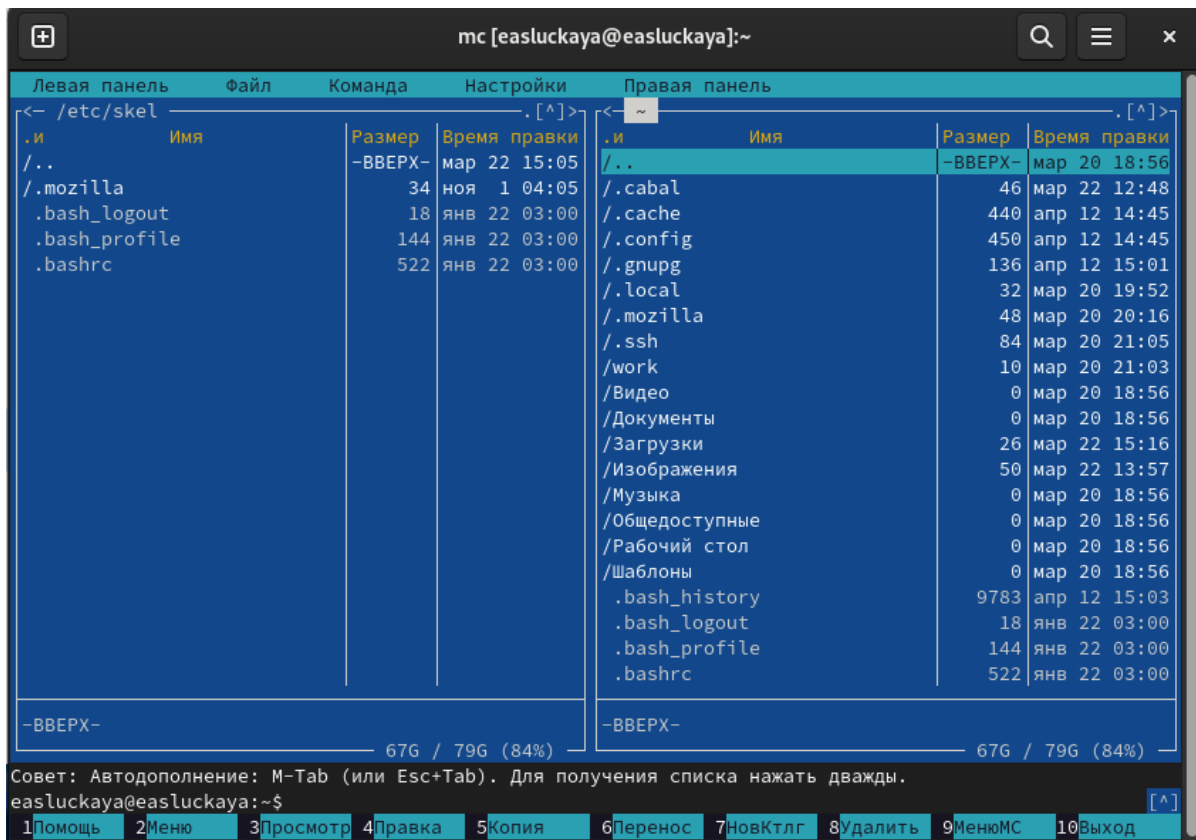 mc [easluckaya@easluckaya]:~
Левая панель Файл Команда Настройки Правая панель
<— /etc/skel .[^]>
.и Имя Размер Время правки
/.. -ВВЕРХ- мар 22 15:05
/.mozilla 34 ноя 1 04:05
.bash_logout 18 янв 22 03:00
.bash_profile 144 янв 22 03:00
.bashrc 522 янв 22 03:00
-ВВЕРХ-
67G / 79G (84%)
<— ~ .[^]>
.и Имя Размер Время правки
/.. -ВВЕРХ- мар 20 18:56
/.cabal 46 мар 22 12:48
/.cache 440 апр 12 14:45
/.config 450 апр 12 14:45
/.gnupg 136 апр 12 15:01
/.local 32 мар 20 19:52
/.mozilla 48 мар 20 20:16
/.ssh 84 мар 20 21:05
/work 10 мар 20 21:03
/Видео 0 мар 20 18:56
/Документы 0 мар 20 18:56
/Загрузки 26 мар 22 15:16
/Изображения 50 мар 22 13:57
/Музыка 0 мар 20 18:56
/Общедоступные 0 мар 20 18:56
/Рабочий стол 0 мар 20 18:56
/Шаблоны 0 мар 20 18:56
.bash_history 9783 апр 12 15:03
.bash_logout 18 янв 22 03:00
.bash_profile 144 янв 22 03:00
.bashrc 522 янв 22 03:00
-ВВЕРХ-
67G / 79G (84%)
Совет: Автодополнение: M-Tab (или Esc+Tab). Для получения списка нажать дважды.
easluckaya@easluckaya:~$ [^]
1Помощь 2Меню 3Просмотр 4Правка 5Копия 6Перенос 7НовКтлг 8Удалить 9МенюMC 10Выход